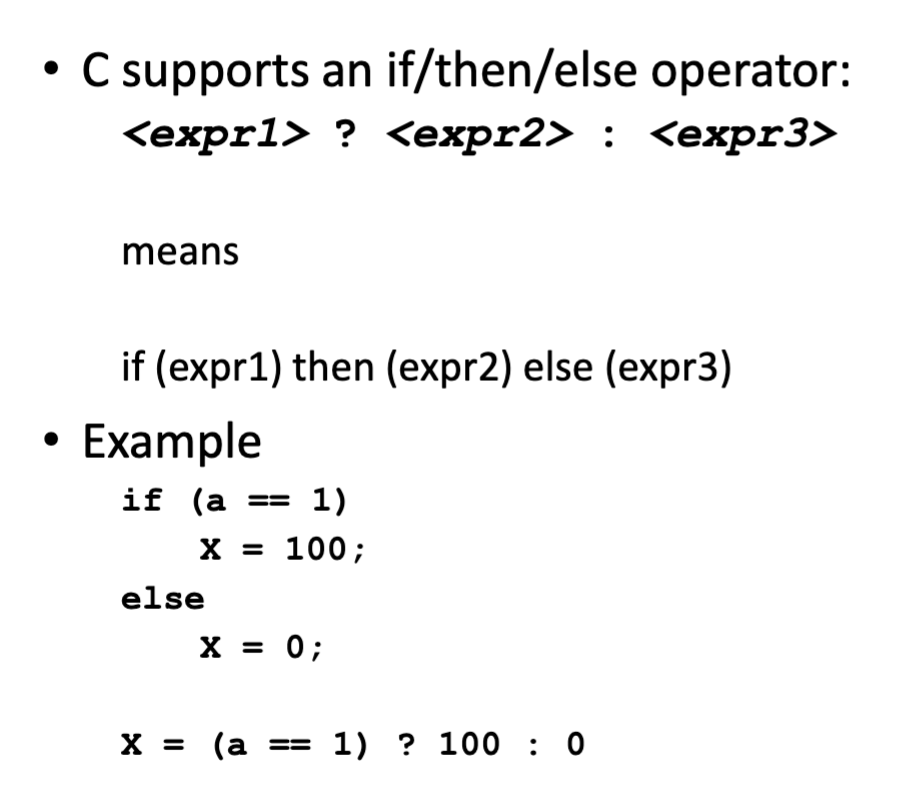 • C supports an if/then/else operator:
<expr1> ? <expr2> : <expr3>
means
if (expr1) then (expr2) else (expr3)
• Example
if (a == 1)
X = 100;
else
X = 0;
X = (a == 1) ? 100 : 0